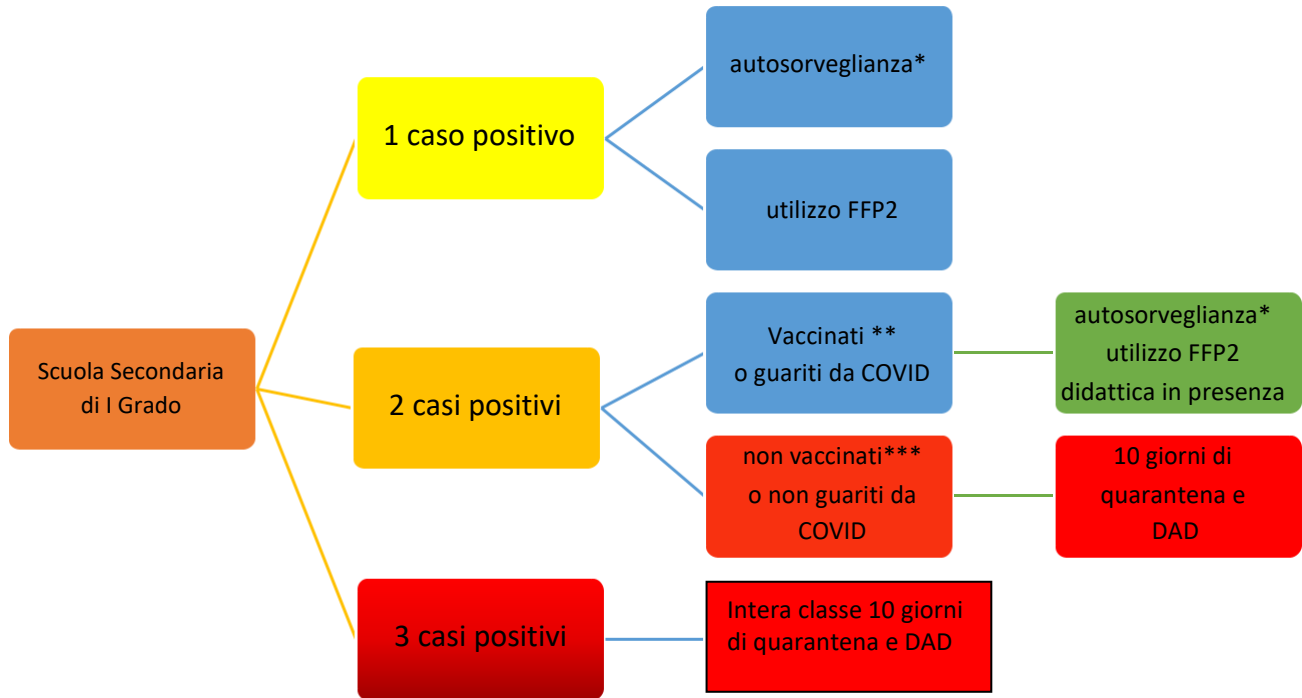 Scuola Secondaria
di I Grado
1 caso positivo
autosorveglianza*
utilizzo FFP2
2 casi positivi
Vaccinati **
o guariti da COVID
autosorveglianza*
utilizzo FFP2
didattica in presenza
non vaccinati***
o non guariti da
COVID
10 giorni di
quarantena e
DAD
3 casi positivi
Intera classe 10 giorni
di quarantena e DAD